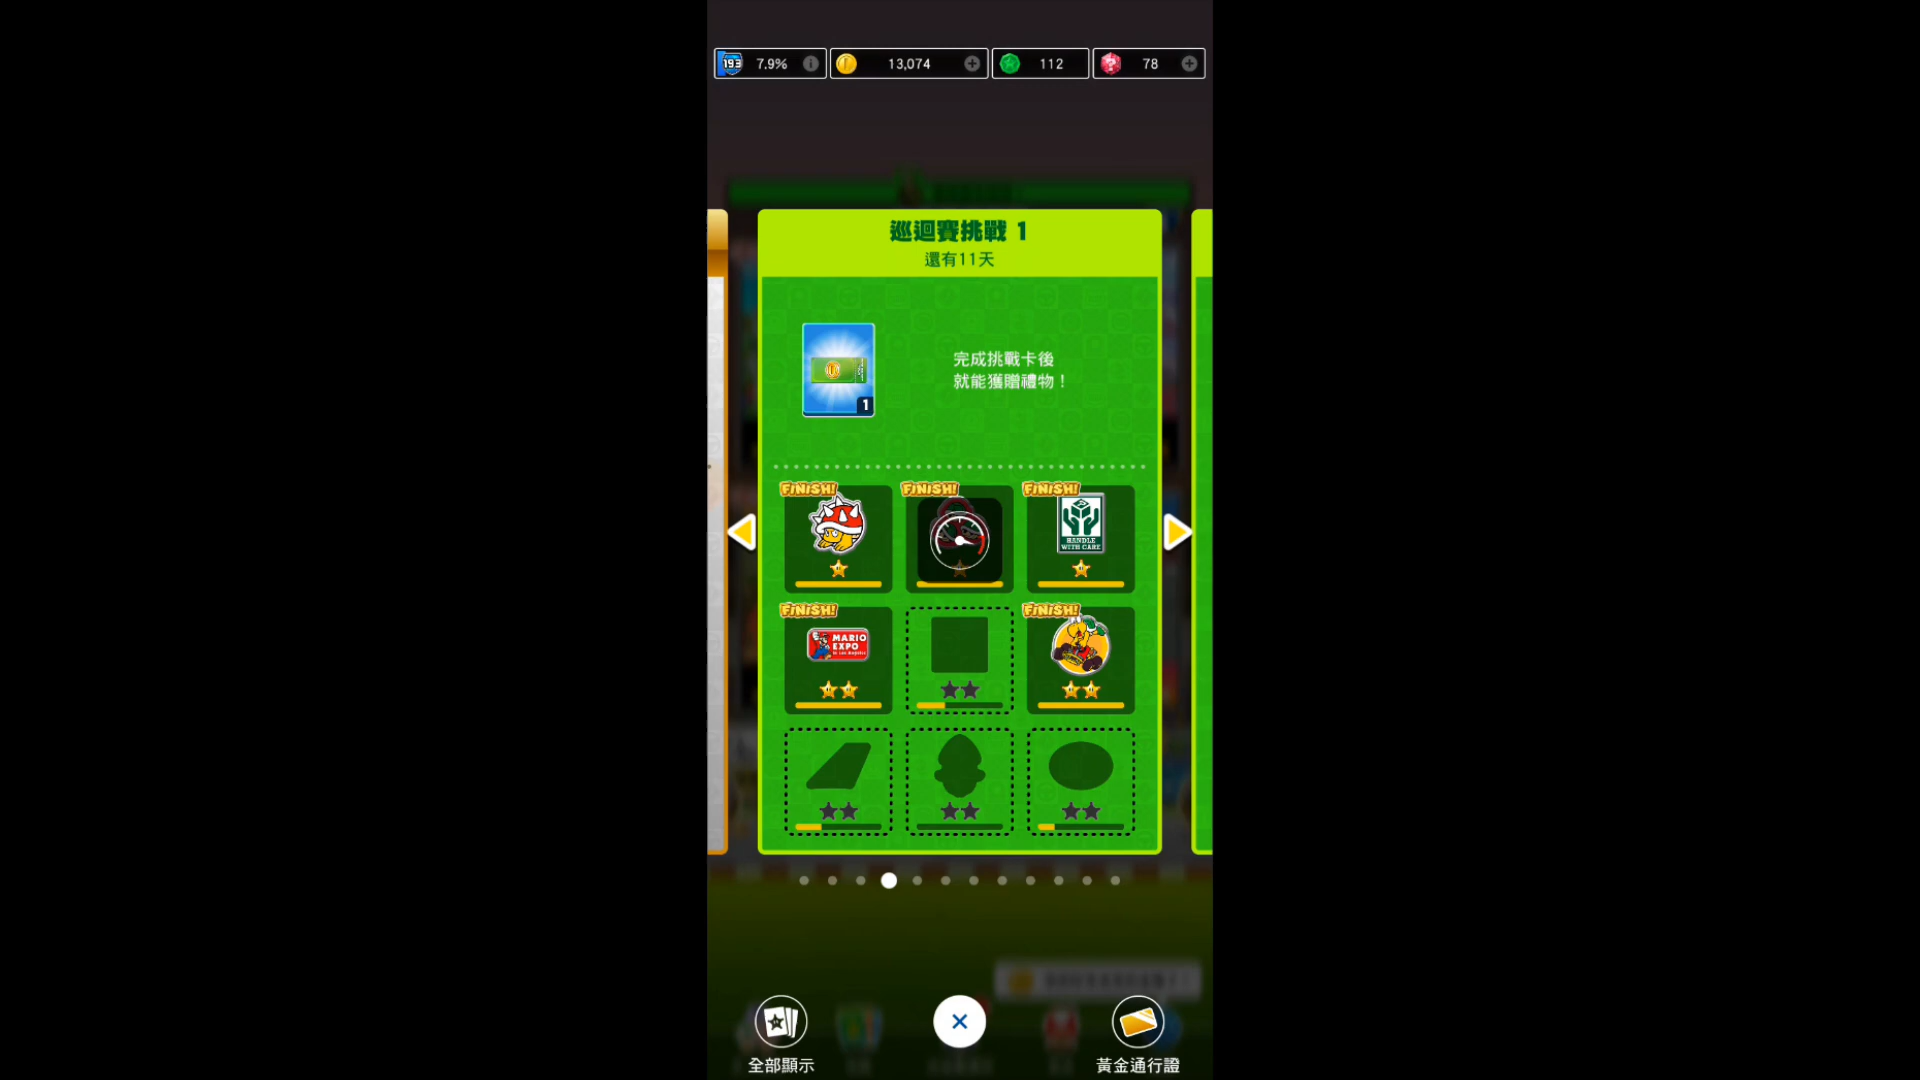 193 7.9% 13,074 112 78
巡迴賽挑戰 1
還有11天
完成挑戰卡後
就能獲贈禮物！
1
FINISH! FINISH! FINISH!
HANDLE
WITH CARE
FINISH! FINISH!
MARIO
EXPO
全部顯示 黃金通行證